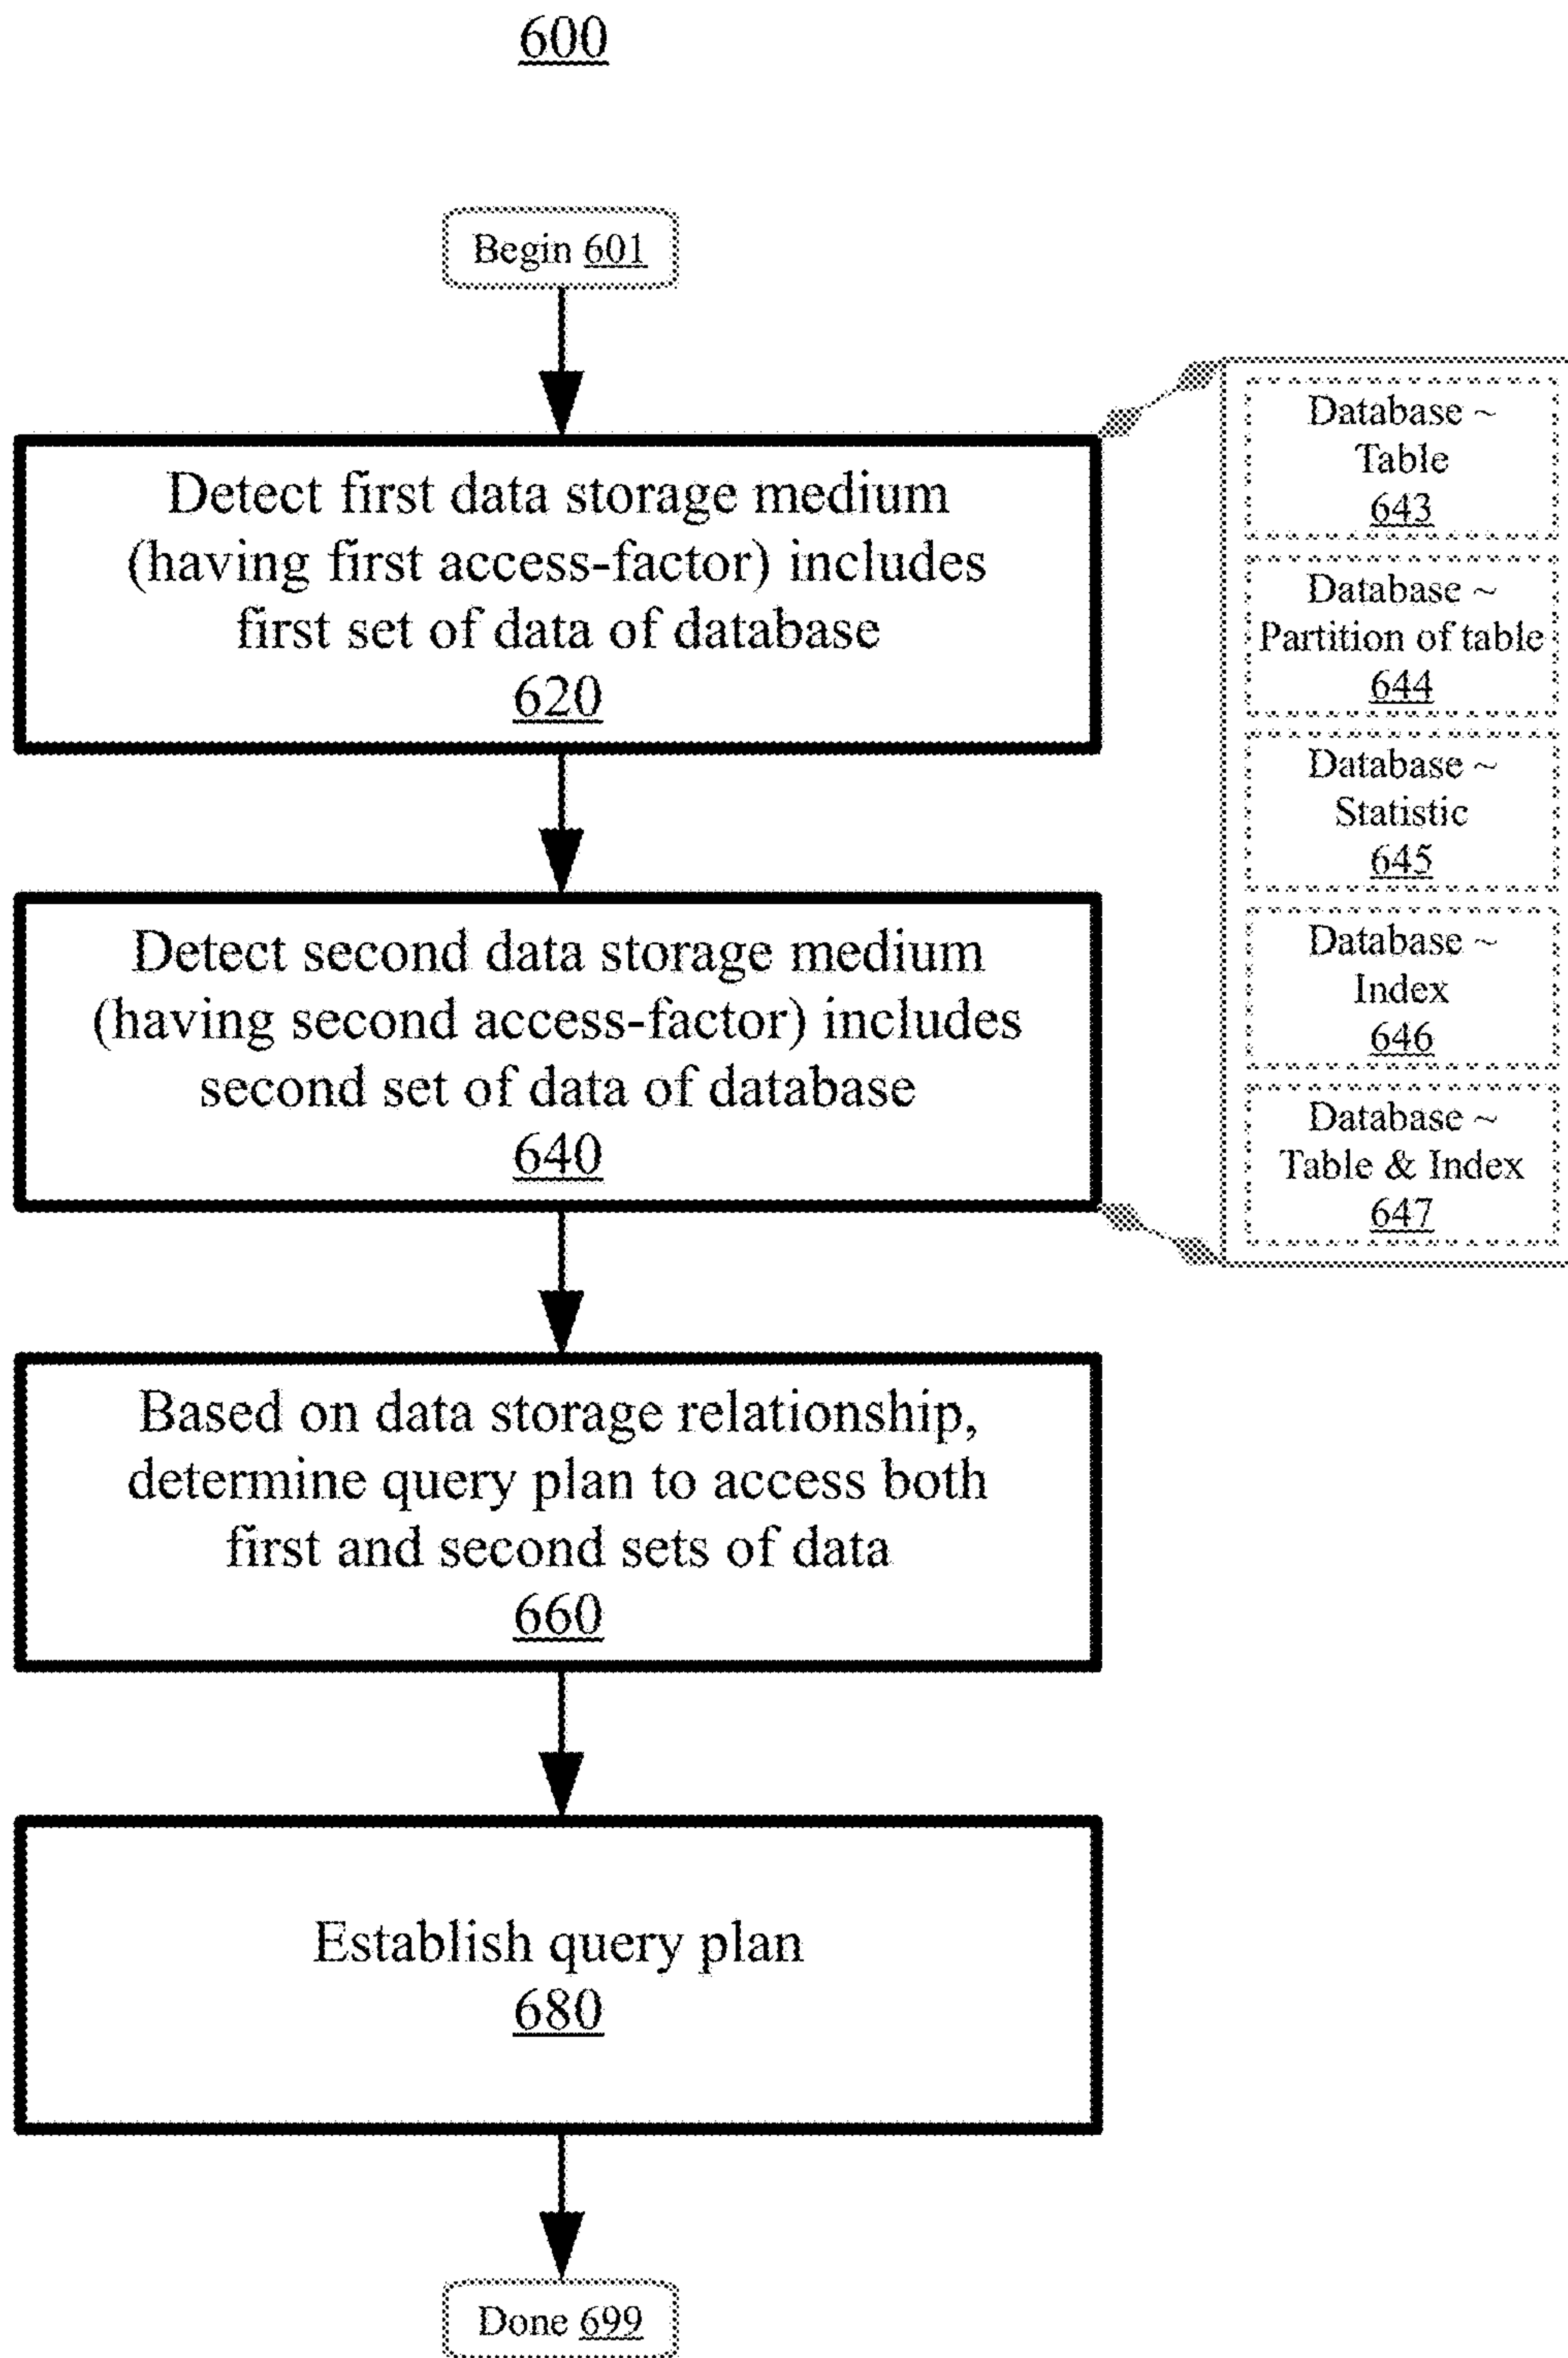 600
Begin 601
Detect first data storage medium
(having first access-factor) includes
first set of data of database
620
Detect second data storage medium
(having second access-factor) includes
second set of data of database
640
Based on data storage relationship,
determine query plan to access both
first and second sets of data
660
Establish query plan
680
Done 699
Database ~
Table
643
Database ~
Partition of table
644
Database ~
Statistic
645
Database ~
Index
646
Database ~
Table & Index
647